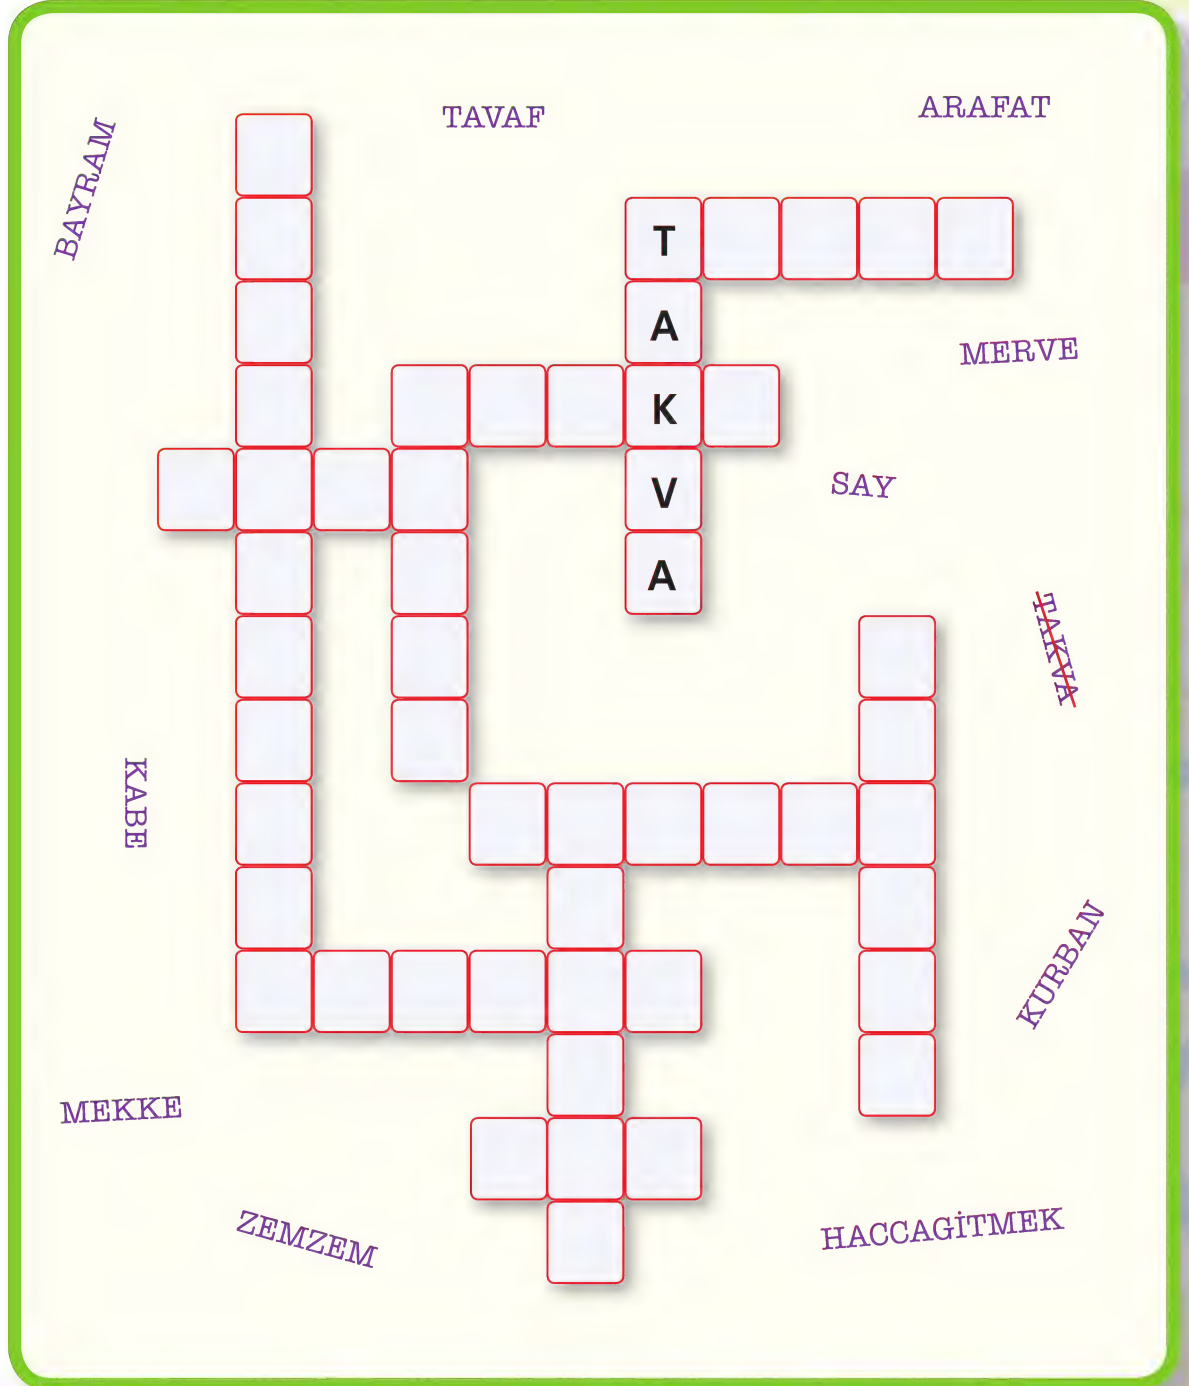 BAYRAM
TAVAF
ARAFAT
T
A
K
V
A
MERVE
SAY
TAKVA
KABE
KURBAN
MEKKE
ZEMZEM
HACCAGİTMEK